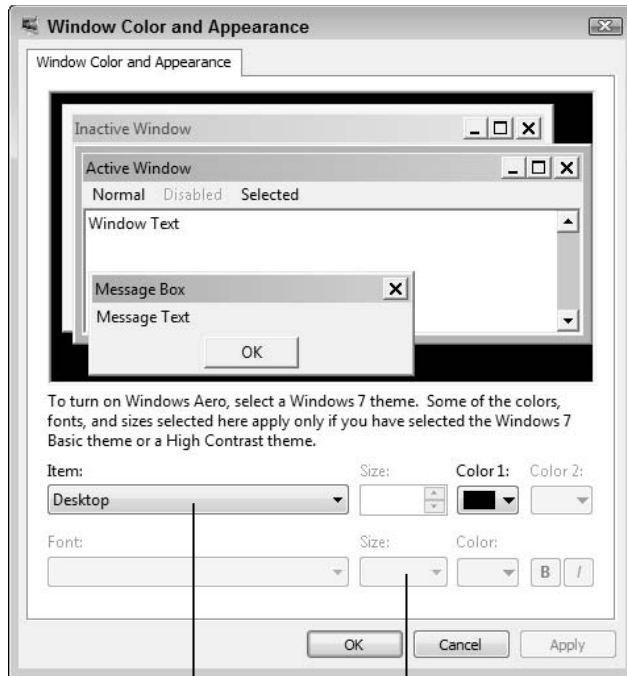 Window Color and Appearance
Window Color and Appearance
Inactive Window
Active Window
Normal Disabled Selected
Window Text
Message Box
Message Text
OK
To turn on Windows Aero, select a Windows 7 theme. Some of the colors,
fonts, and sizes selected here apply only if you have selected the Windows 7
Basic theme or a High Contrast theme.
Item: Size: Color 1: Color 2:
Desktop
Font: Size: Color:
B I
OK Cancel Apply